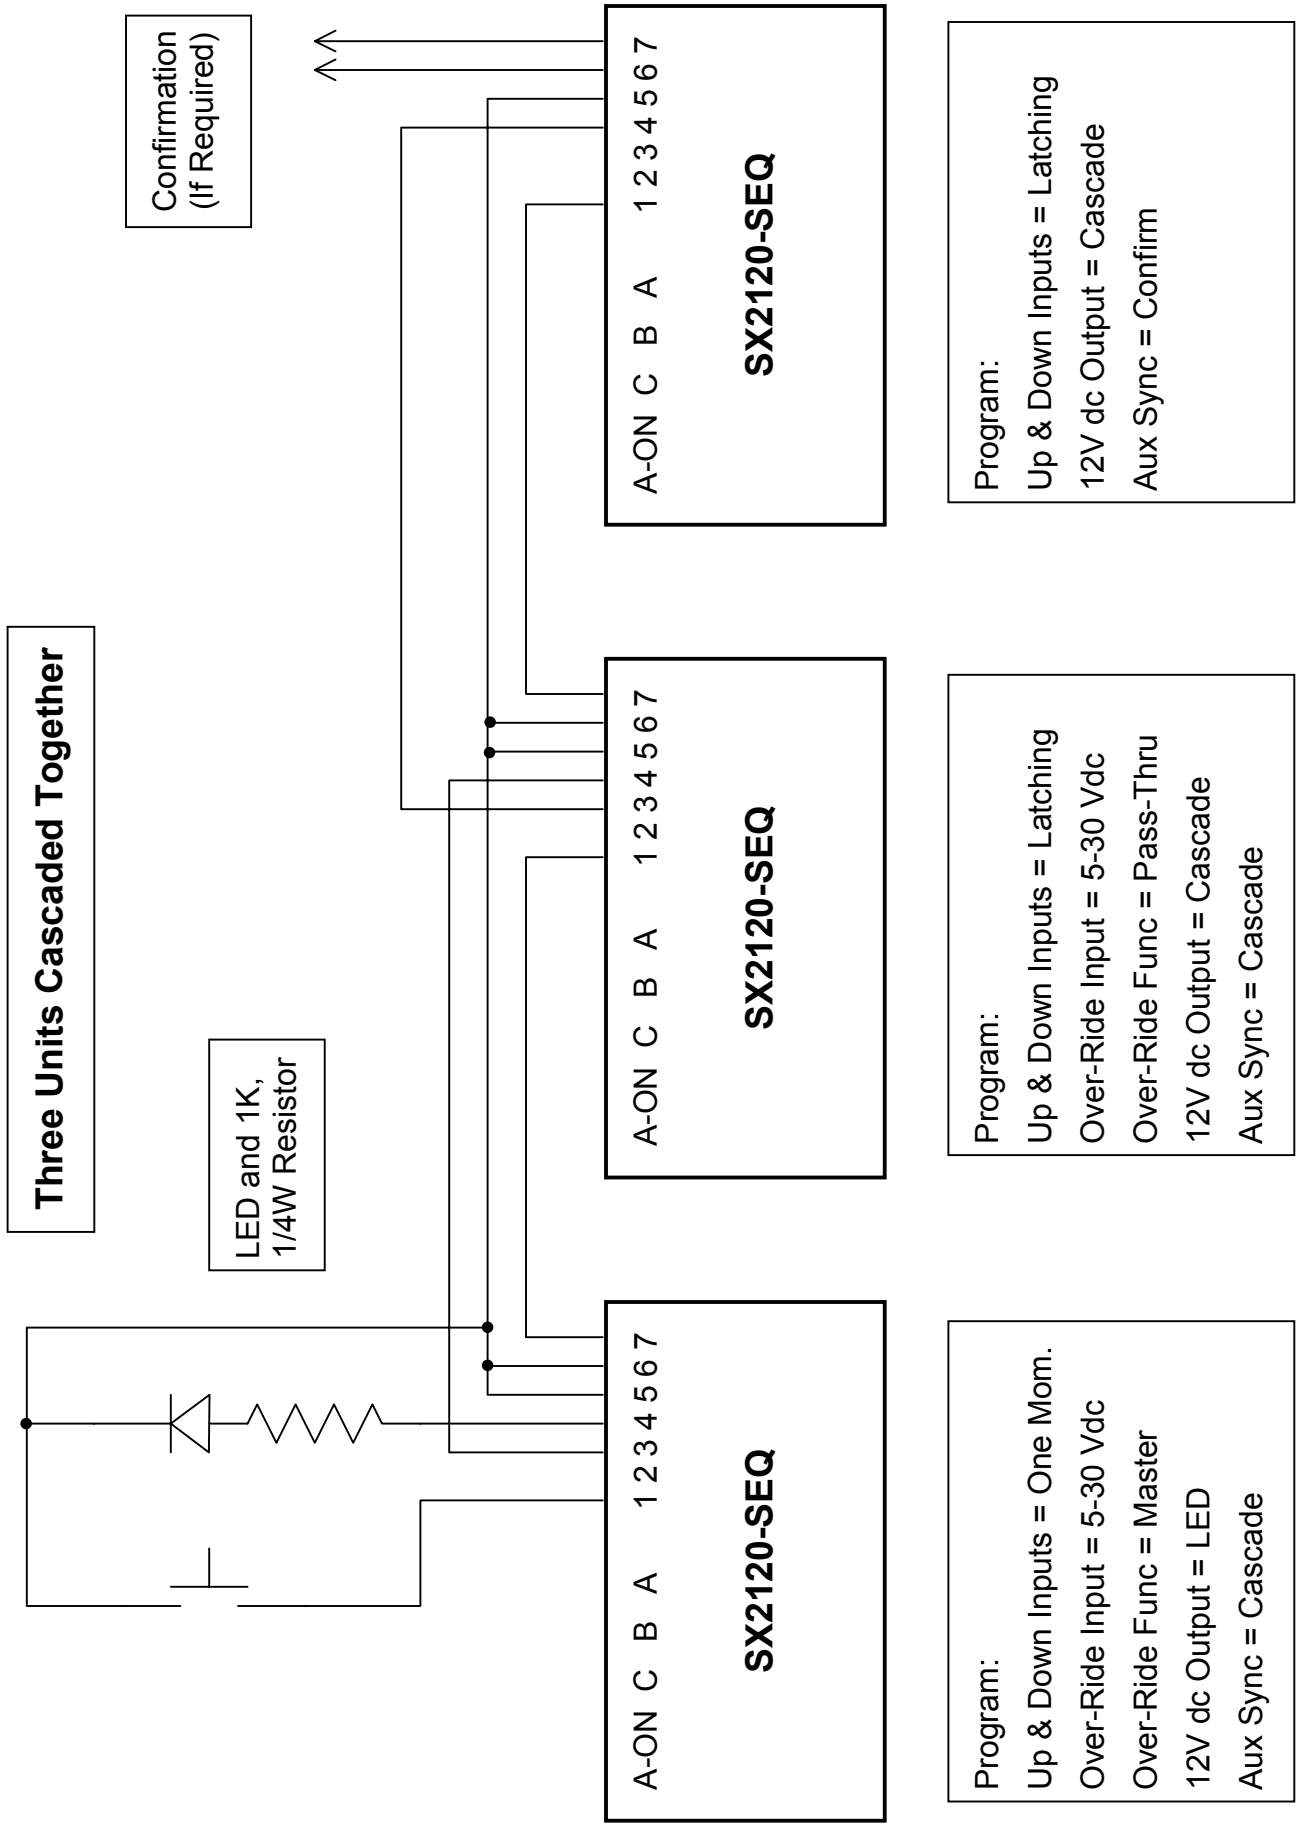 Three Units Cascaded Together
LED and 1K,
1/4W Resistor
Confirmation
(If Required)
A-ON C B A 1 2 3 4 5 6 7
SX2120-SEQ
Program:
Up & Down Inputs = One Mom.
Over-Ride Input = 5-30 Vdc
Over-Ride Func = Master
12V dc Output = LED
Aux Sync = Cascade
A-ON C B A 1 2 3 4 5 6 7
SX2120-SEQ
Program:
Up & Down Inputs = Latching
Over-Ride Input = 5-30 Vdc
Over-Ride Func = Pass-Thru
12V dc Output = Cascade
Aux Sync = Cascade
A-ON C B A 1 2 3 4 5 6 7
SX2120-SEQ
Program:
Up & Down Inputs = Latching
12V dc Output = Cascade
Aux Sync = Confirm